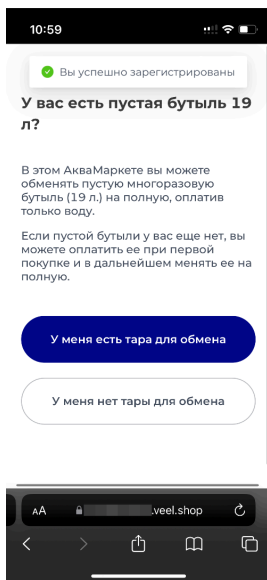 10:59
Вы успешно зарегистрированы
У вас есть пустая бутыль 19
л?
В этом АкваМаркете вы можете
обменять пустую многоразовую
бутыль (19 л.) на полную, оплатив
только воду.
Если пустой бутыли у вас еще нет, вы
можете оплатить ее при первой
покупке и в дальнейшем менять ее на
полную.
У меня есть тара для обмена
У меня нет тары для обмена
АА .veel.shop